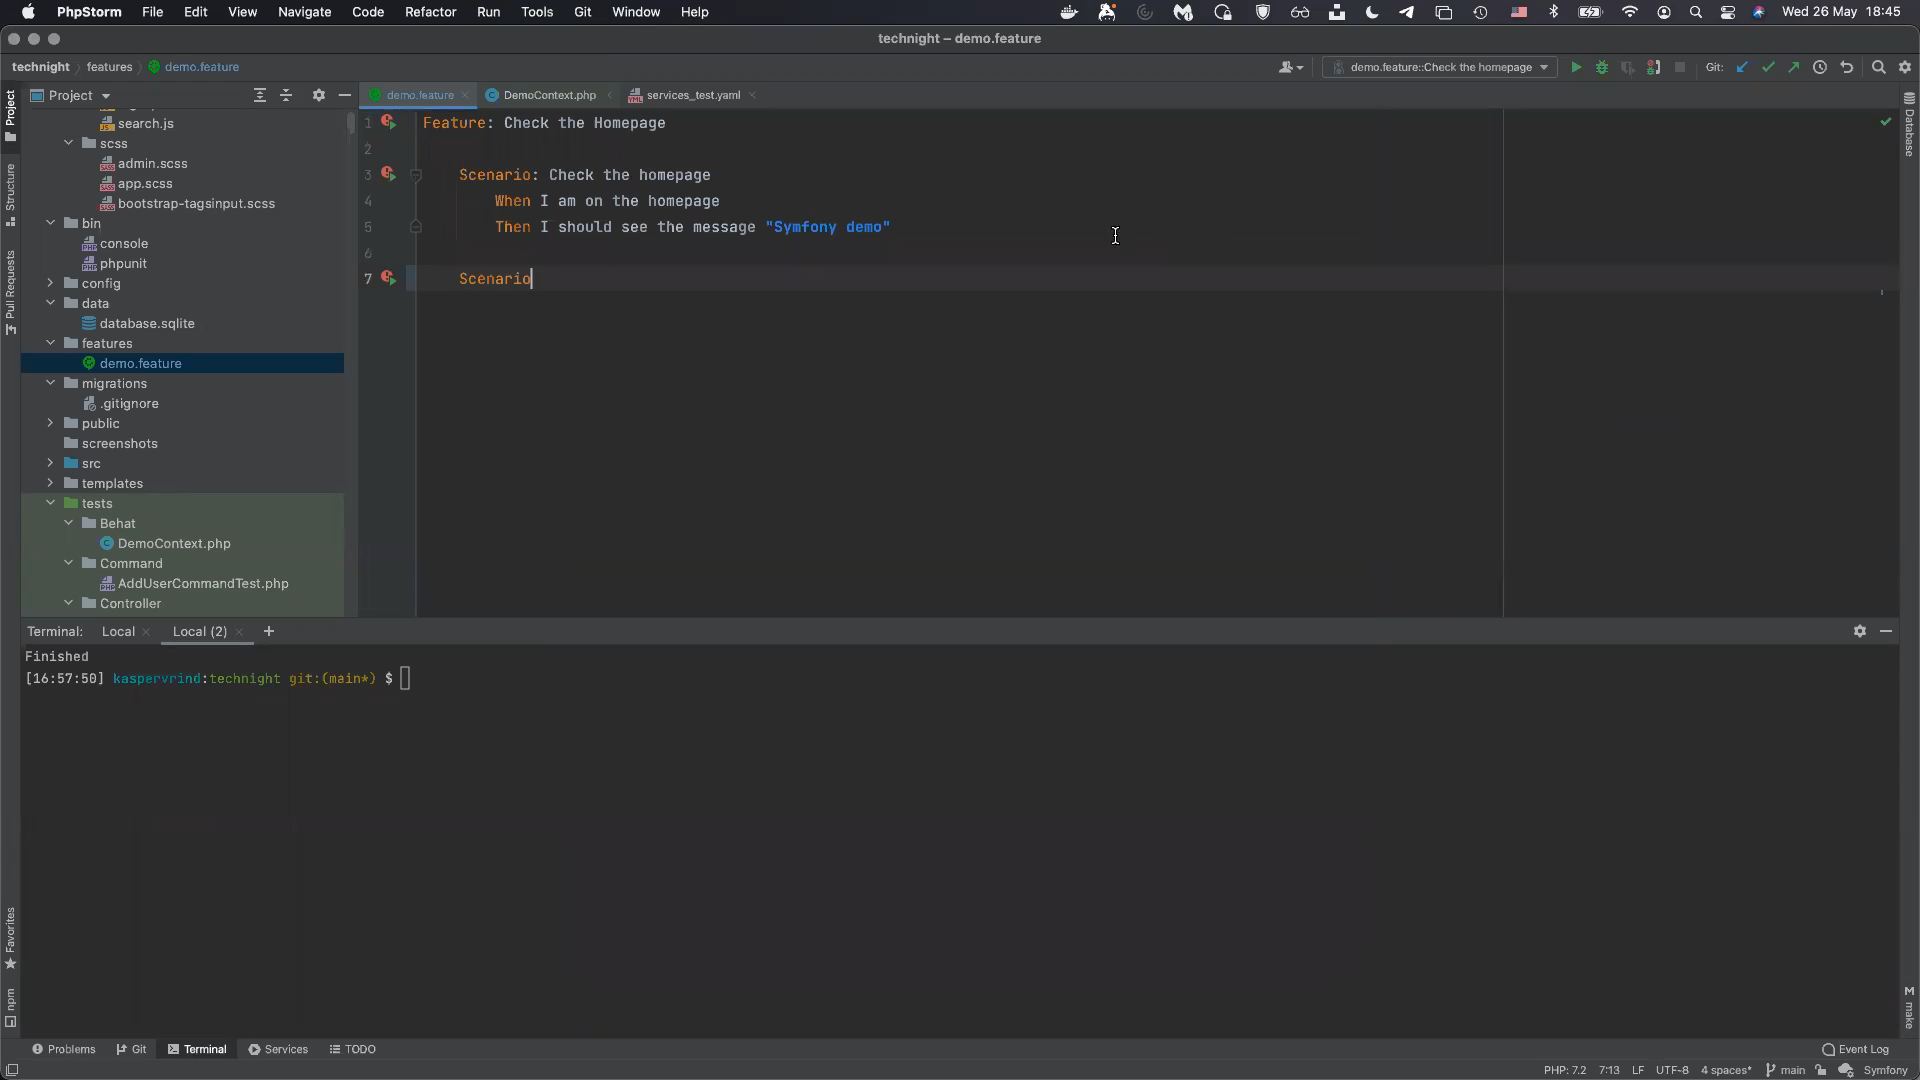 PhpStorm File Edit View Navigate Code Refactor Run Tools Git Window Help Wed 26 May 18:45
technight – demo.feature
technight features demo.feature demo.feature::Check the homepage Git:
Project Project demo.feature DemoContext.php services_test.yaml
search.js
scss
admin.scss
app.scss
bootstrap-tagsinput.scss
bin
console
phpunit
config
data
database.sqlite
features
demo.feature
migrations
.gitignore
public
screenshots
src
templates
tests
Behat
DemoContext.php
Command
AddUserCommandTest.php
Controller
Structure
Pull Requests
Favorites
npm
1 Feature: Check the Homepage
2
3 Scenario: Check the homepage
4 When I am on the homepage
5 Then I should see the message "Symfony demo"
6
7 Scenario
Database
make
Terminal: Local Local (2) +
Finished
[16:57:50] kaspervrind:technight git:(main*) $
Problems Git Terminal Services TODO Event Log
PHP: 7.2 7:13 LF UTF-8 4 spaces* main Symfony